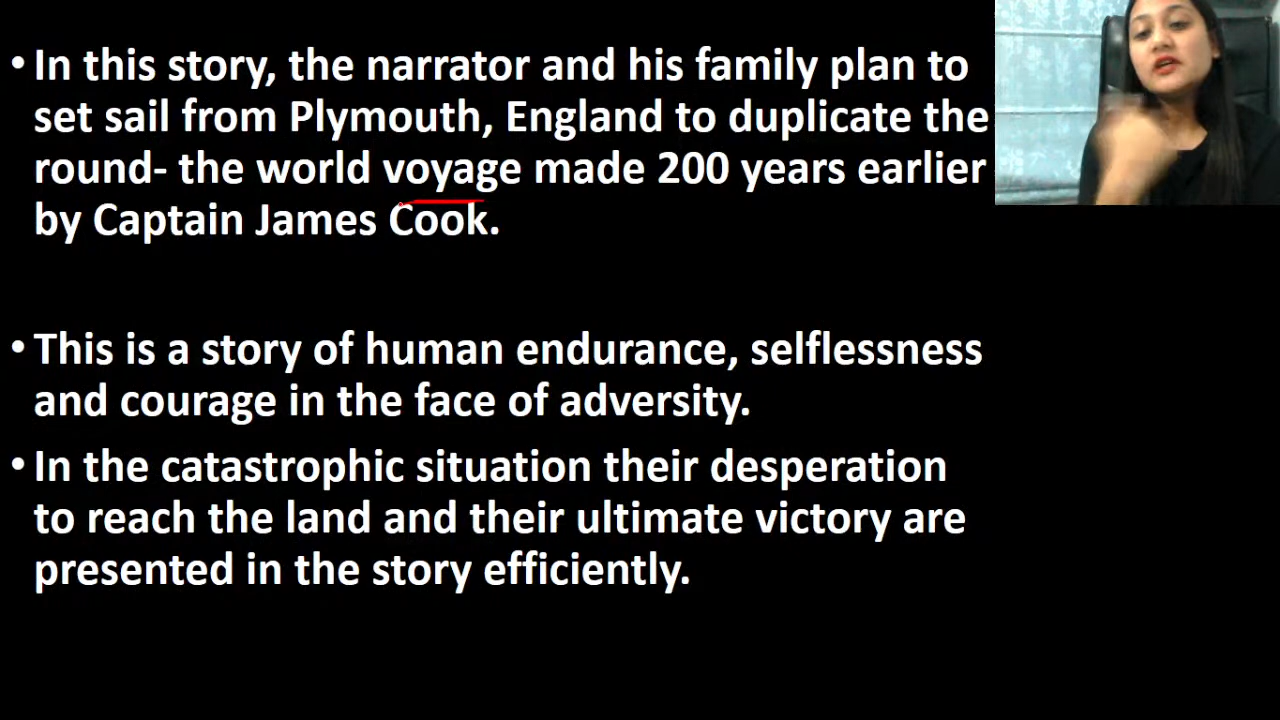 • In this story, the narrator and his family plan to
set sail from Plymouth, England to duplicate the
round- the world voyage made 200 years earlier
by Captain James Cook.
• This is a story of human endurance, selflessness
and courage in the face of adversity.
• In the catastrophic situation their desperation
to reach the land and their ultimate victory are
presented in the story efficiently.